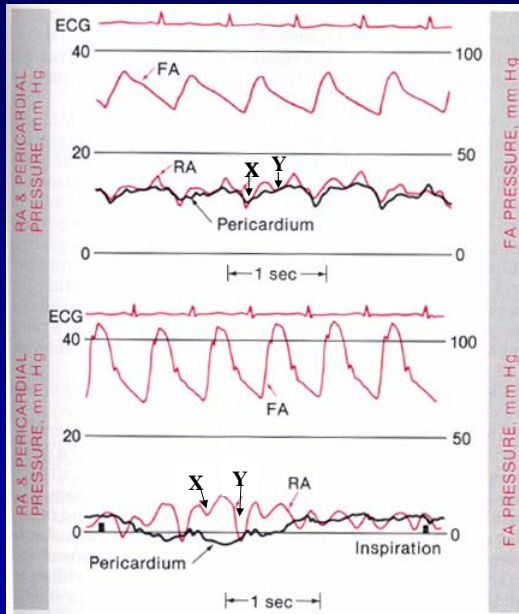 ECG
40
100
FA
RA & PERICARDIAL
PRESSURE, mm Hg
FA PRESSURE, mm Hg
20
50
RA
X
Y
Pericardium
0
0
1 sec
ECG
40
100
FA
RA & PERICARDIAL
PRESSURE, mm Hg
FA PRESSURE, mm Hg
20
50
X
Y
RA
0
0
Pericardium
Inspiration
1 sec